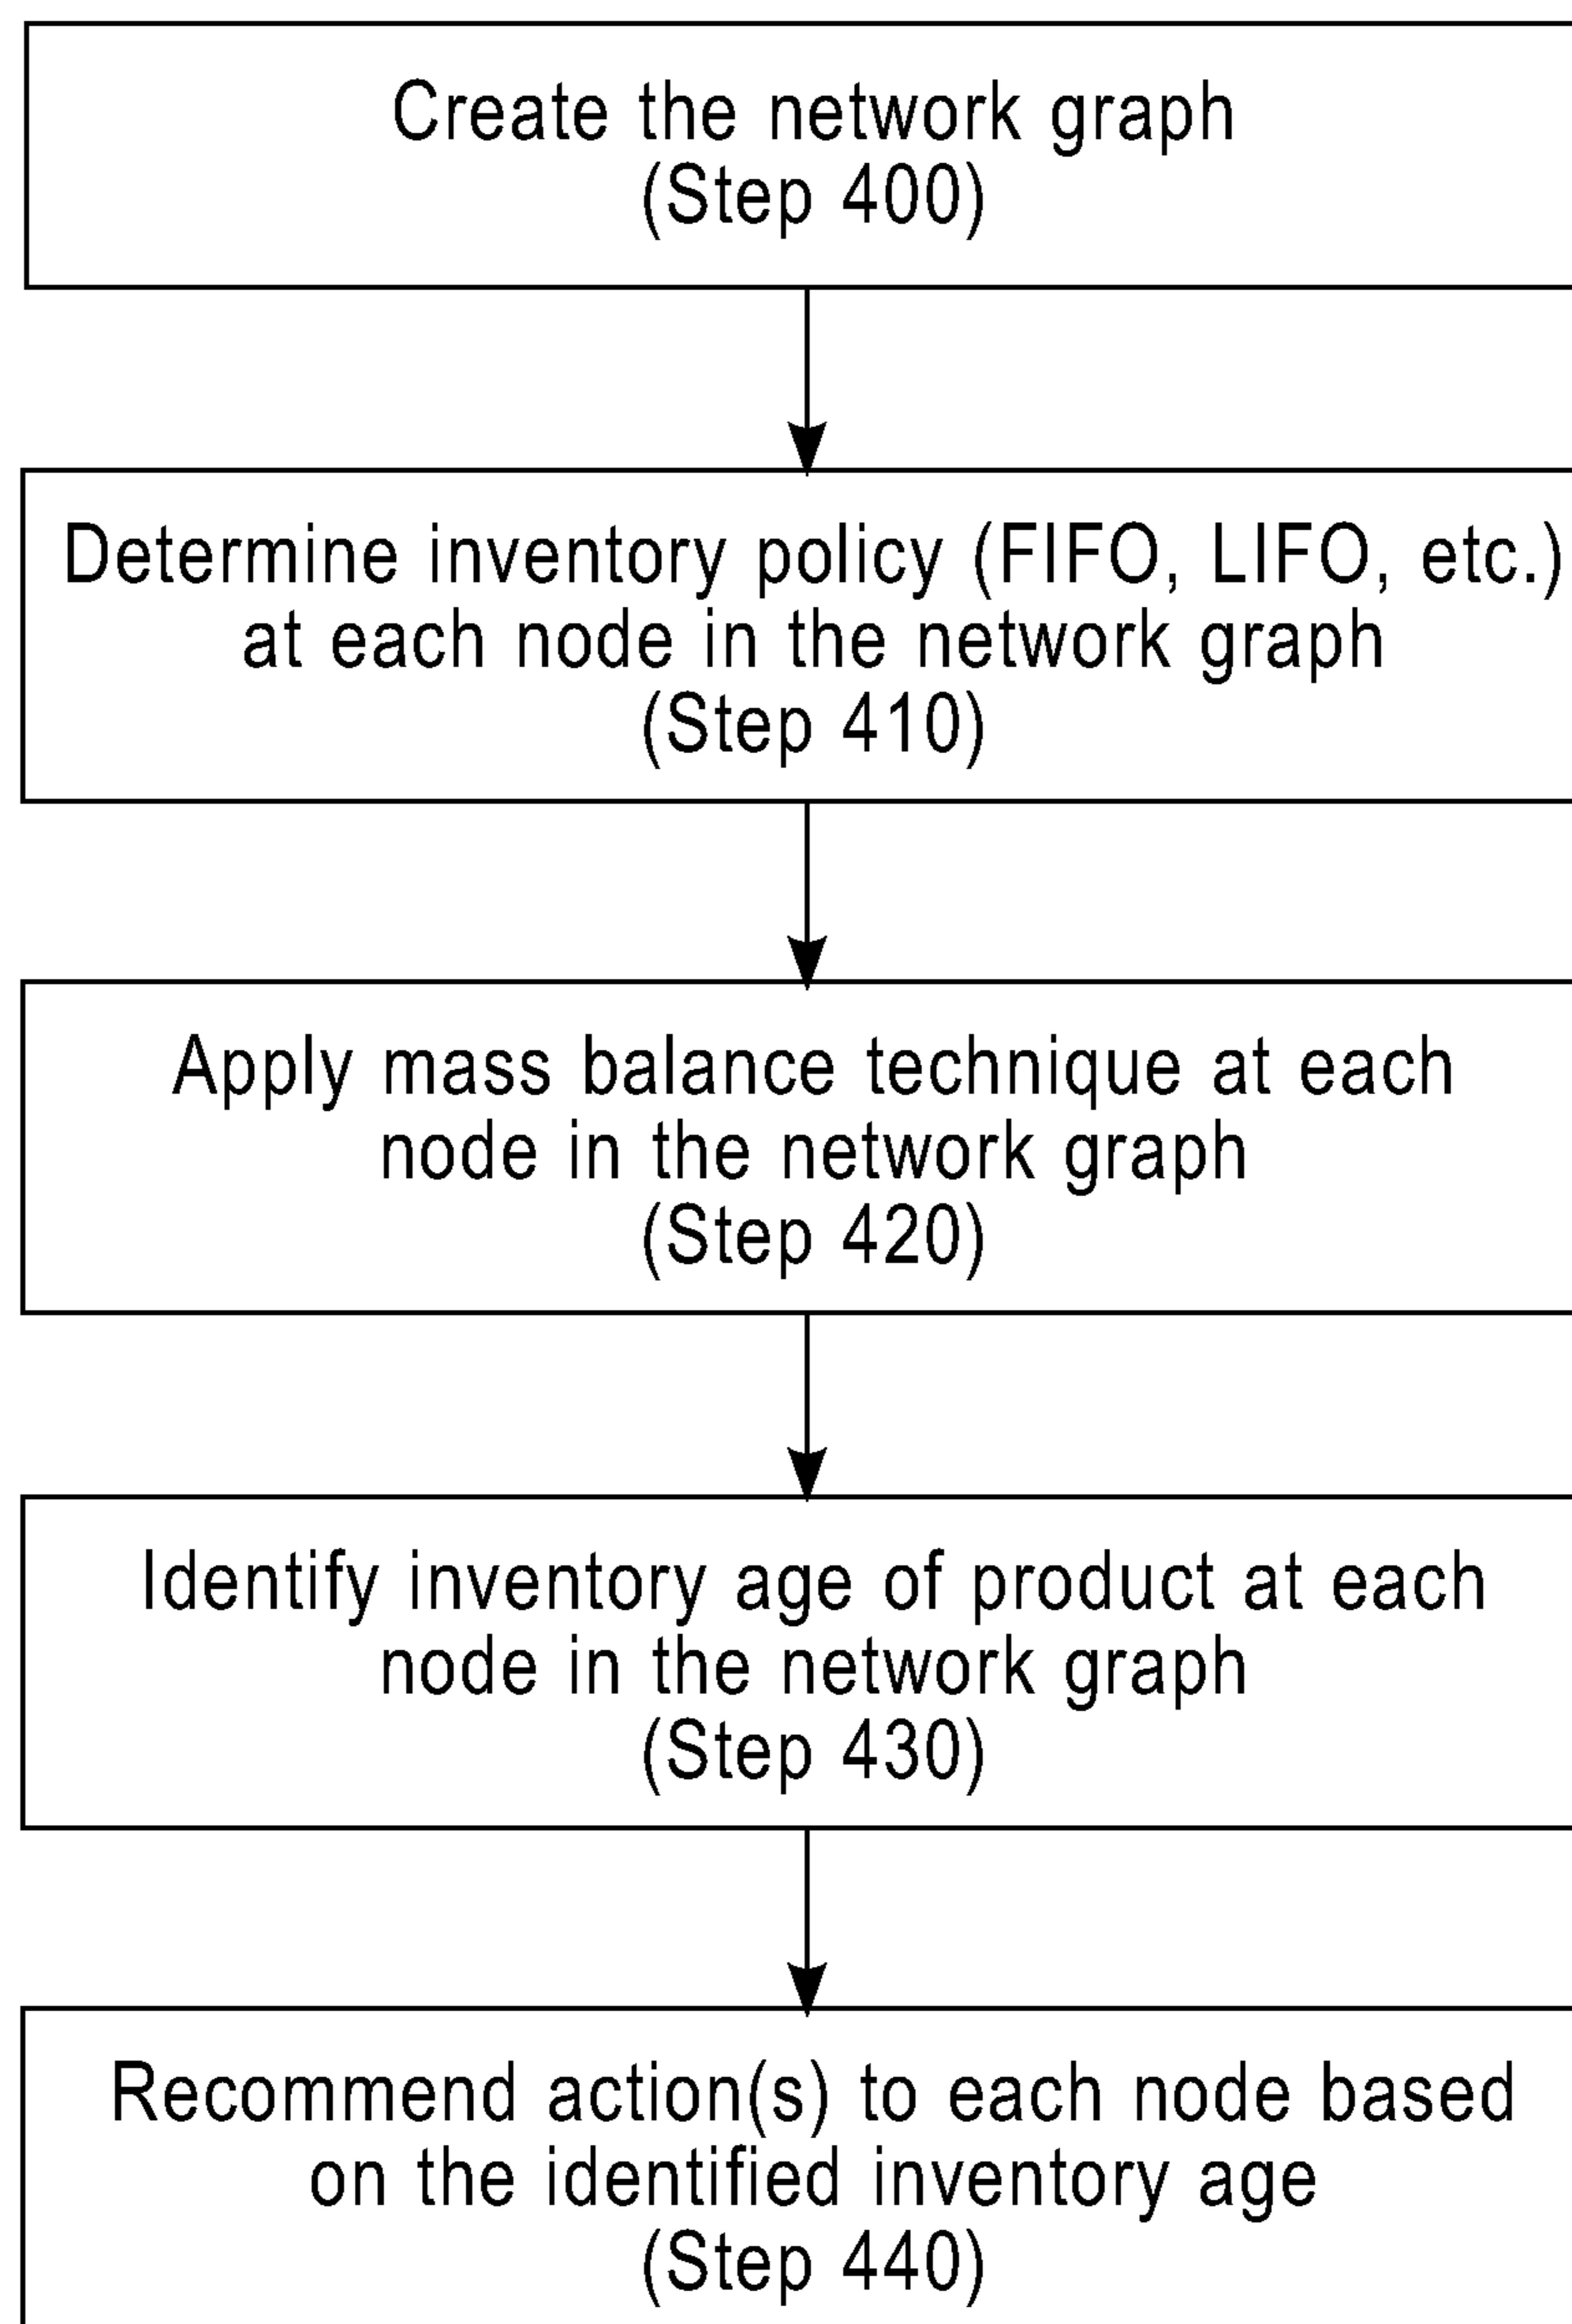 Create the network graph
(Step 400)
Determine inventory policy (FIFO, LIFO, etc.)
at each node in the network graph
(Step 410)
Apply mass balance technique at each
node in the network graph
(Step 420)
Identify inventory age of product at each
node in the network graph
(Step 430)
Recommend action(s) to each node based
on the identified inventory age
(Step 440)